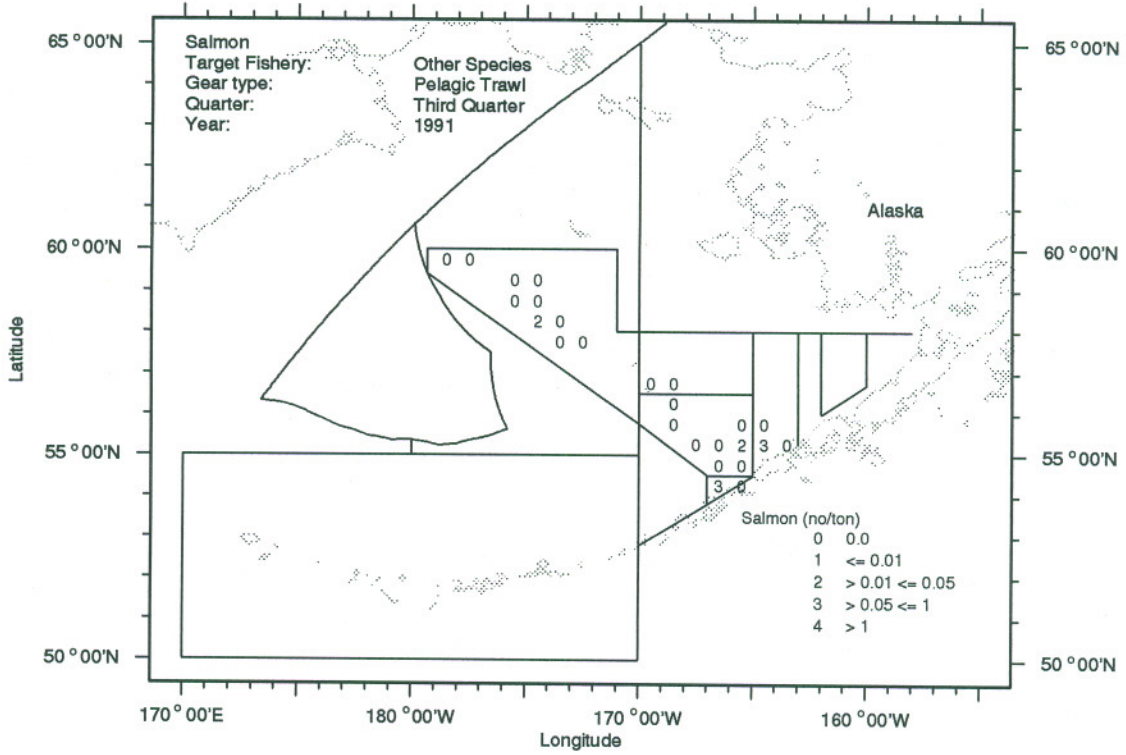 65 °00'N
65 °00'N
Salmon
Target Fishery: Other Species
Gear type: Pelagic Trawl
Quarter: Third Quarter
Year: 1991
Alaska
60 °00'N
60 °00'N
0 0
0 0
0 0
2 0
0 0
0 0
0
0 0 0
0 0 2 3 0
0 0
3 0
Latitude
55 °00'N
55 °00'N
Salmon (no/ton)
0 0.0
1 <= 0.01
2 > 0.01 <= 0.05
3 > 0.05 <= 1
4 > 1
50 °00'N
50 °00'N
170 °00'E
180 °00'W
170 °00'W
160 °00'W
Longitude